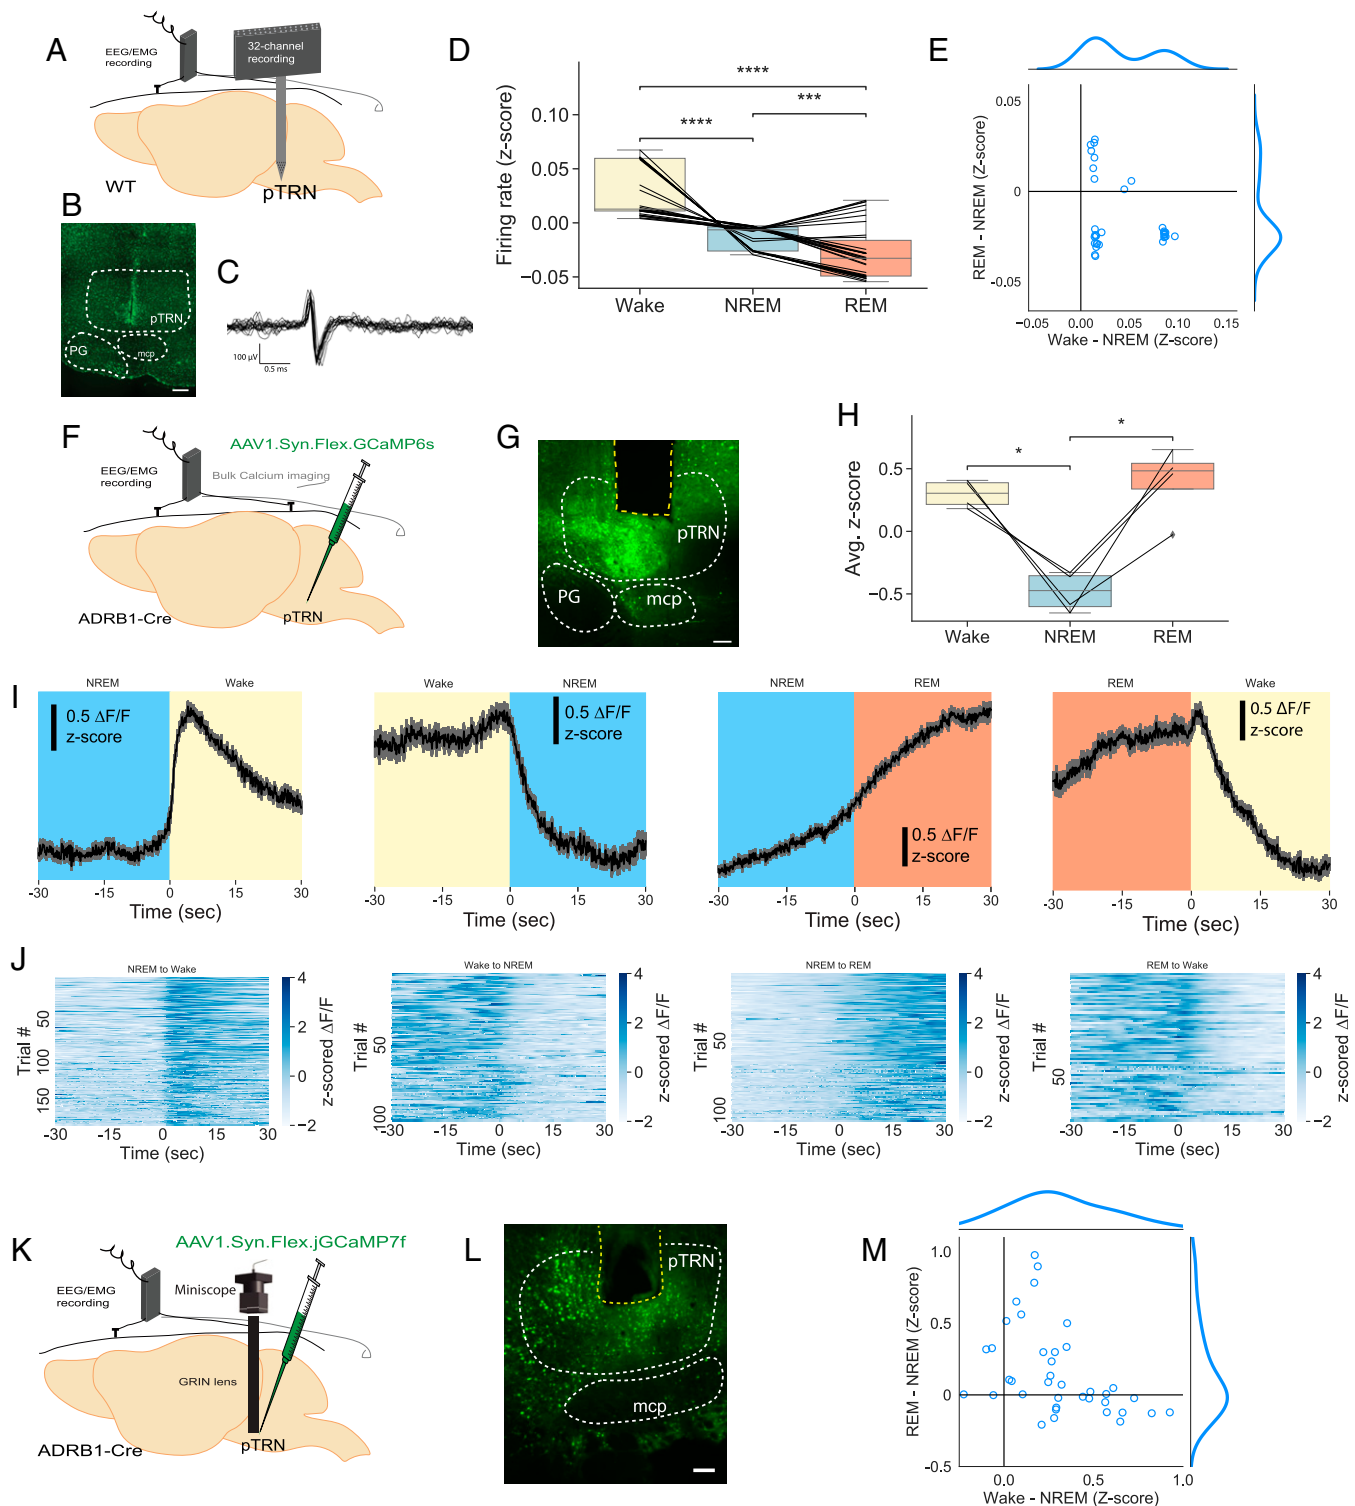 A
EEG/EMG
recording
32-channel
recording
WT
pTRN
B
pTRN
PG
mcp
C
100 µV
0.5 ms
D
Firing rate (z-score)
0.10
0.05
0.00
−0.05
****
***
****
Wake
NREM
REM
E
REM - NREM (Z-score)
0.05
0
−0.05
−0.05
0.00
0.05
0.10
0.15
Wake - NREM (Z-score)
F
AAV1.Syn.Flex.GCaMP6s
EEG/EMG
recording
Bulk Calcium imaging
ADRB1-Cre
pTRN
G
pTRN
PG
mcp
H
Avg. z-score
0.5
0.0
−0.5
*
*
Wake
NREM
REM
I
NREM
Wake
0.5 ΔF/F
z-score
-30
-15
0
15
30
Time (sec)
Wake
NREM
0.5 ΔF/F
z-score
-30
-15
0
15
30
Time (sec)
NREM
REM
0.5 ΔF/F
z-score
-30
-15
0
15
30
Time (sec)
REM
Wake
0.5 ΔF/F
z-score
-30
-15
0
15
30
Time (sec)
J
NREM to Wake
Trial #
50
100
150
-30
-15
0
15
30
Time (sec)
4
2
0
−2
z-scored ΔF/F
Wake to NREM
Trial #
50
100
-30
-15
0
15
30
Time (sec)
4
2
0
−2
z-scored ΔF/F
NREM to REM
Trial #
50
100
-30
-15
0
15
30
Time (sec)
4
2
0
−2
z-scored ΔF/F
REM to Wake
Trial #
50
-30
-15
0
15
30
Time (sec)
4
2
0
−2
z-scored ΔF/F
K
AAV1.Syn.Flex.jGCaMP7f
EEG/EMG
recording
Miniscope
GRIN lens
ADRB1-Cre
pTRN
L
pTRN
mcp
M
REM - NREM (Z-score)
1.0
0.5
0
-0.5
0.0
0.5
1.0
Wake - NREM (Z-score)